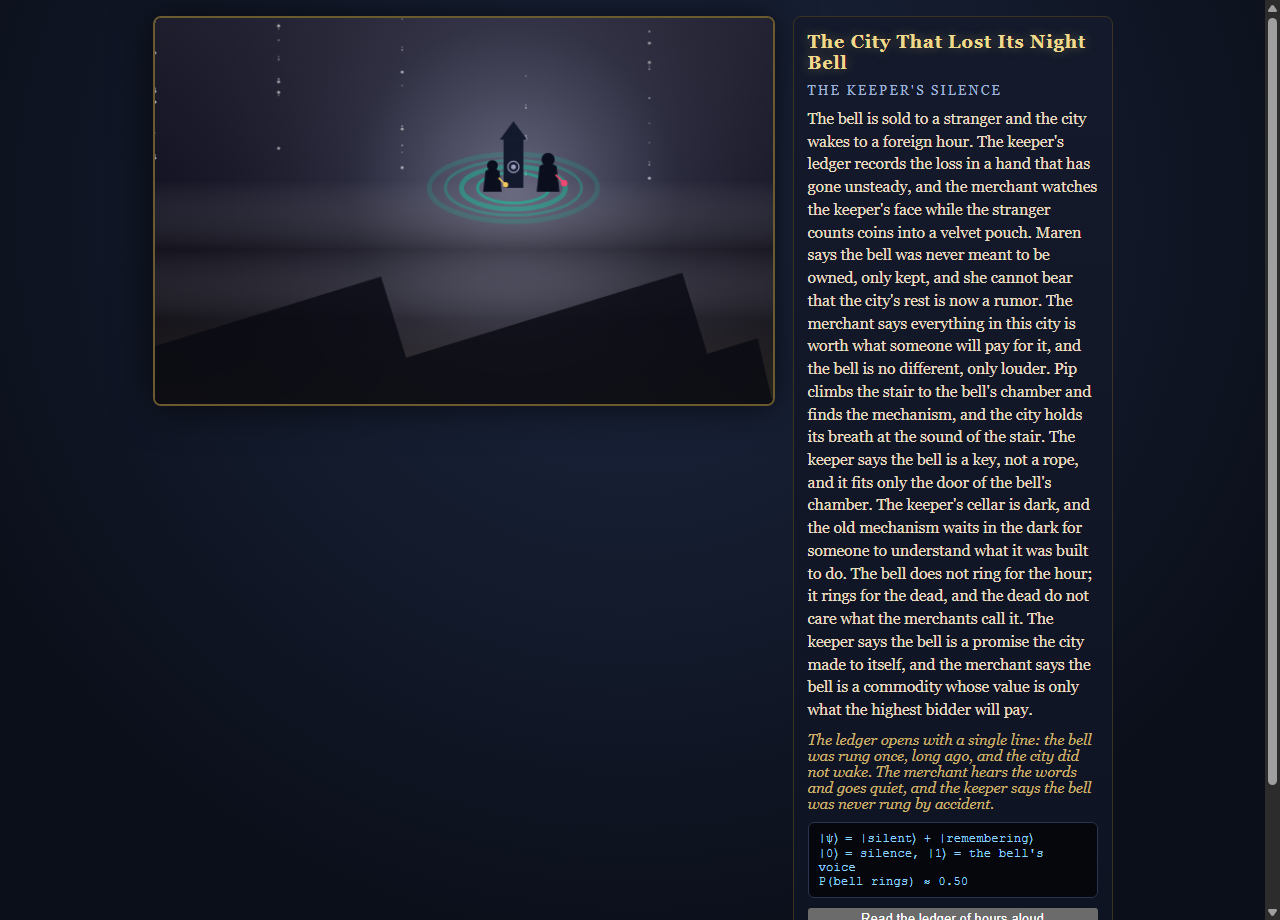 The City That Lost Its Night
Bell
THE KEEPER'S SILENCE
The bell is sold to a stranger and the city
wakes to a foreign hour. The keeper's
ledger records the loss in a hand that has
gone unsteady, and the merchant watches
the keeper's face while the stranger
counts coins into a velvet pouch. Maren
says the bell was never meant to be
owned, only kept, and she cannot bear
that the city's rest is now a rumor. The
merchant says everything in this city is
worth what someone will pay for it, and
the bell is no different, only louder. Pip
climbs the stair to the bell's chamber and
finds the mechanism, and the city holds
its breath at the sound of the stair. The
keeper says the bell is a key, not a rope,
and it fits only the door of the bell's
chamber. The keeper's cellar is dark, and
the old mechanism waits in the dark for
someone to understand what it was built
to do. The bell does not ring for the hour;
it rings for the dead, and the dead do not
care what the merchants call it. The
keeper says the bell is a promise the city
made to itself, and the merchant says the
bell is a commodity whose value is only
what the highest bidder will pay.
The ledger opens with a single line: the bell
was rung once, long ago, and the city did
not wake. The merchant hears the words
and goes quiet, and the keeper says the bell
was never rung by accident.
|ψ⟩ = |silent⟩ + |remembering⟩
|0⟩ = silence, |1⟩ = the bell's
voice
P(bell rings) ≈ 0.50
Read the ledger of hours aloud